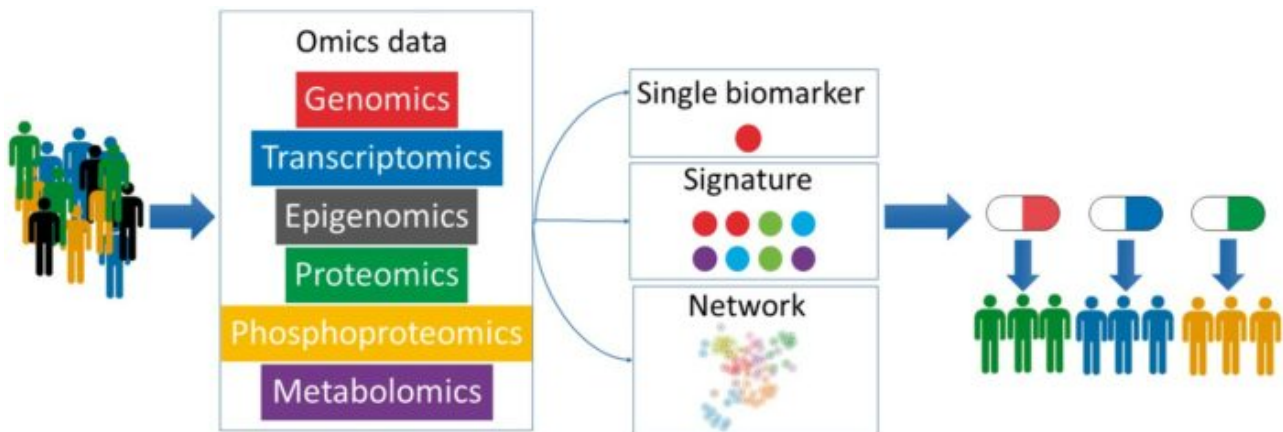 Omics data
Genomics
Transcriptomics
Epigenomics
Proteomics
Phosphoproteomics
Metabolomics
Single biomarker
Signature
Network